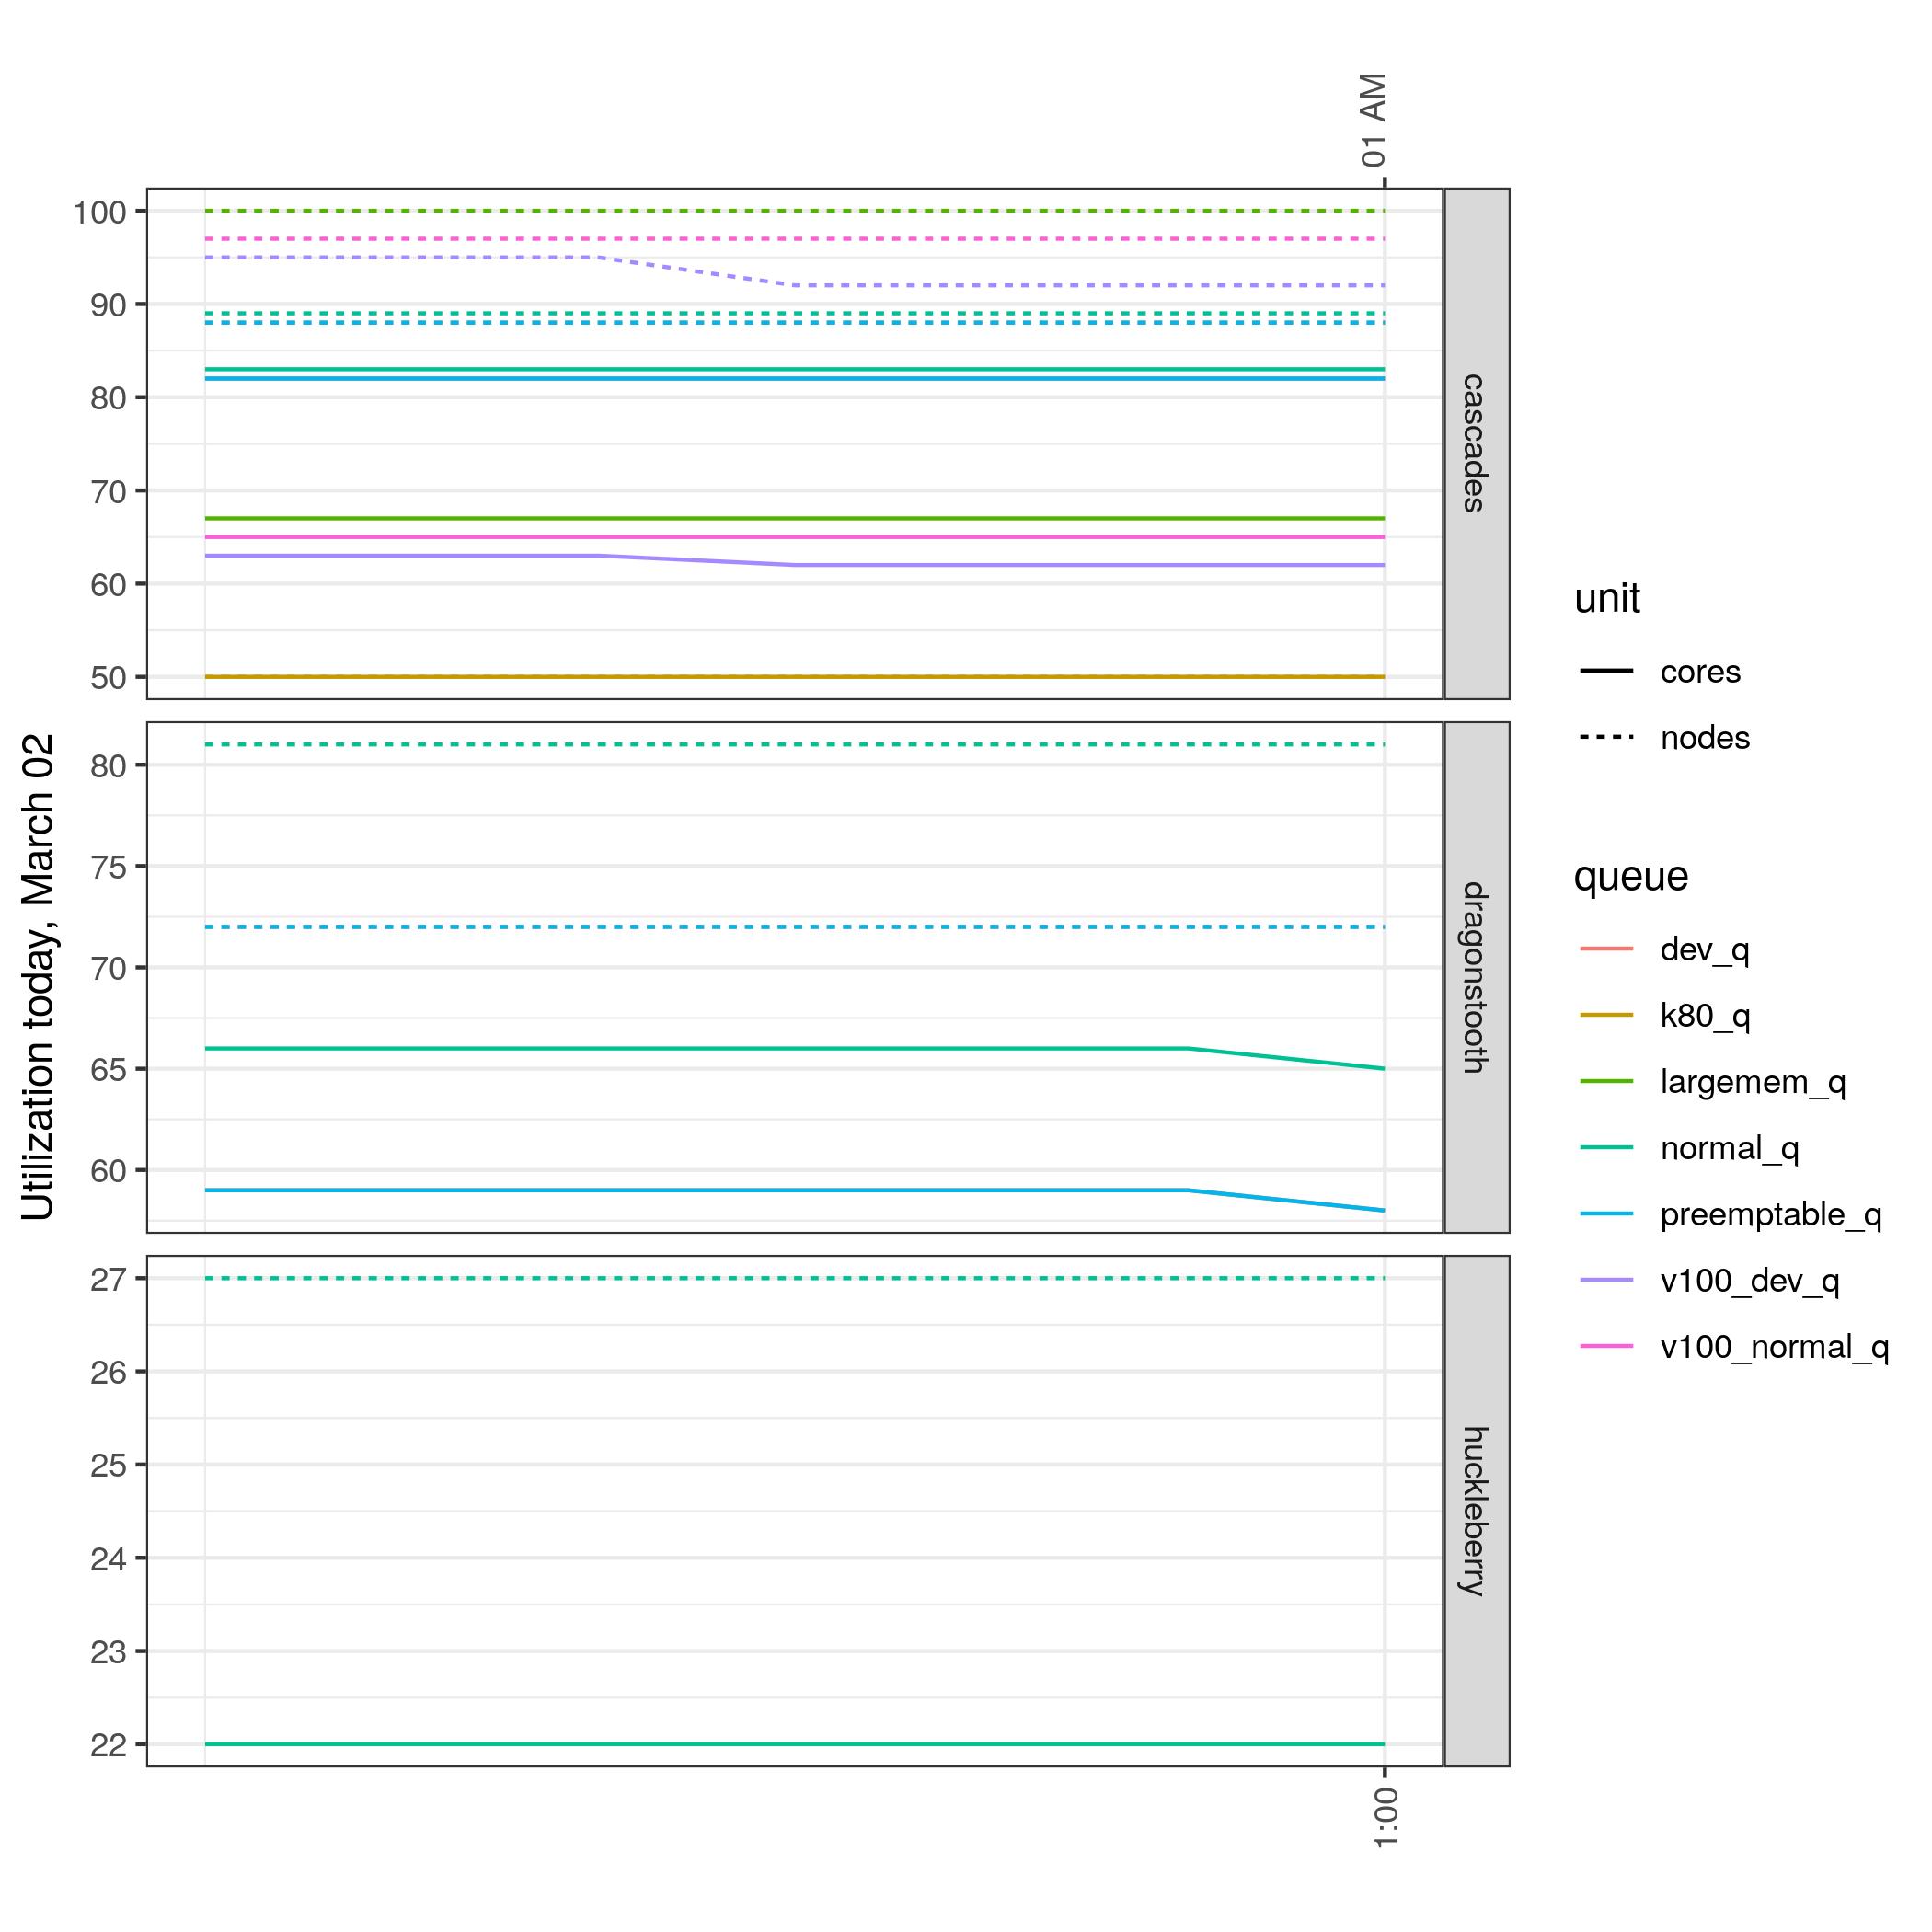 01 AM
Utilization today, March 02
100
90
80
70
60
50
cascades
80
75
70
65
60
dragonstooth
27
26
25
24
23
22
huckleberry
1:00
unit
cores
nodes
queue
dev_q
k80_q
largemem_q
normal_q
preemptable_q
v100_dev_q
v100_normal_q